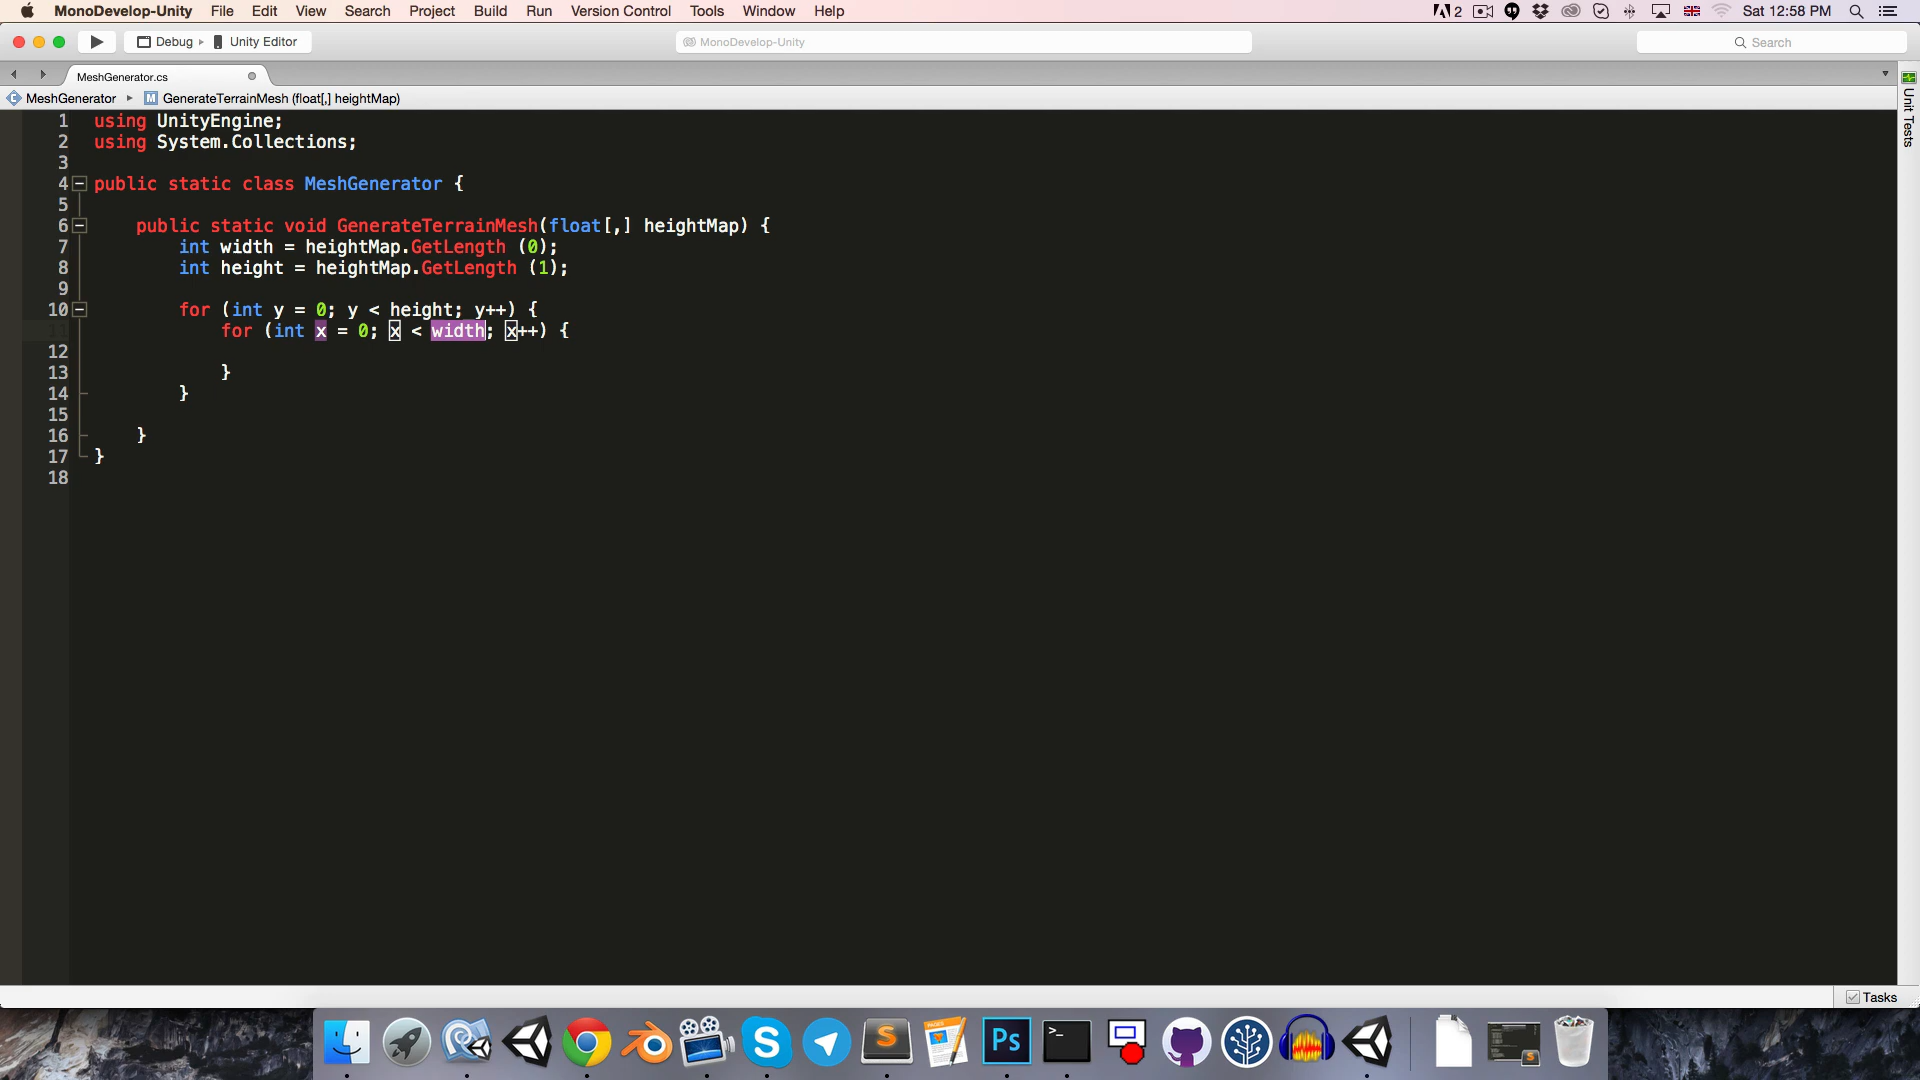 MonoDevelop-Unity File Edit View Search Project Build Run Version Control Tools Window Help 2 Sat 12:58 PM
Debug Unity Editor MonoDevelop-Unity Search
MeshGenerator.cs
C MeshGenerator M GenerateTerrainMesh (float[,] heightMap)
1 using UnityEngine;
2 using System.Collections;
3
4 public static class MeshGenerator {
5
6 public static void GenerateTerrainMesh(float[,] heightMap) {
7 int width = heightMap.GetLength (0);
8 int height = heightMap.GetLength (1);
9
10 for (int y = 0; y < height; y++) {
11 for (int x = 0; x < width; x++) {
12
13 }
14 }
15
16 }
17 }
18
Unit Tests
Tasks
S PAGES Ps >_